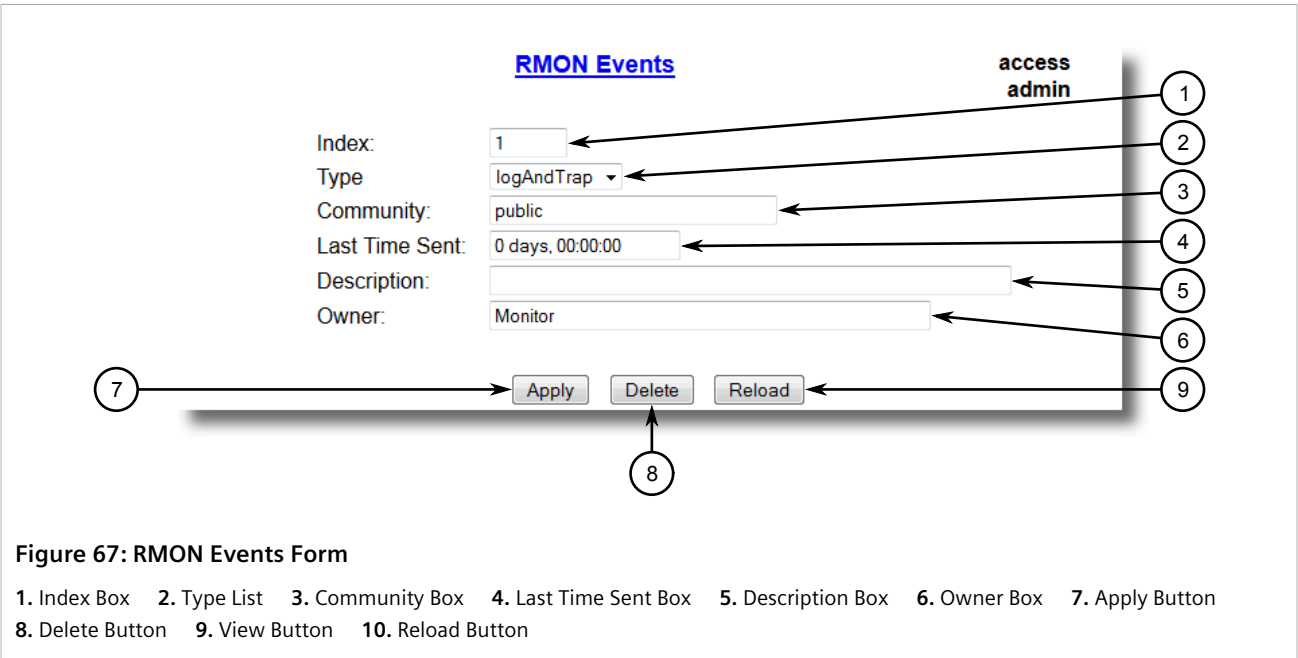 RMON Events
access
admin
1
Index: 1
2
Type logAndTrap
3
Community: public
4
Last Time Sent: 0 days, 00:00:00
5
Description:
6
Owner: Monitor
7
Apply Delete Reload
9
8
Figure 67: RMON Events Form
1. Index Box 2. Type List 3. Community Box 4. Last Time Sent Box 5. Description Box 6. Owner Box 7. Apply Button
8. Delete Button 9. View Button 10. Reload Button